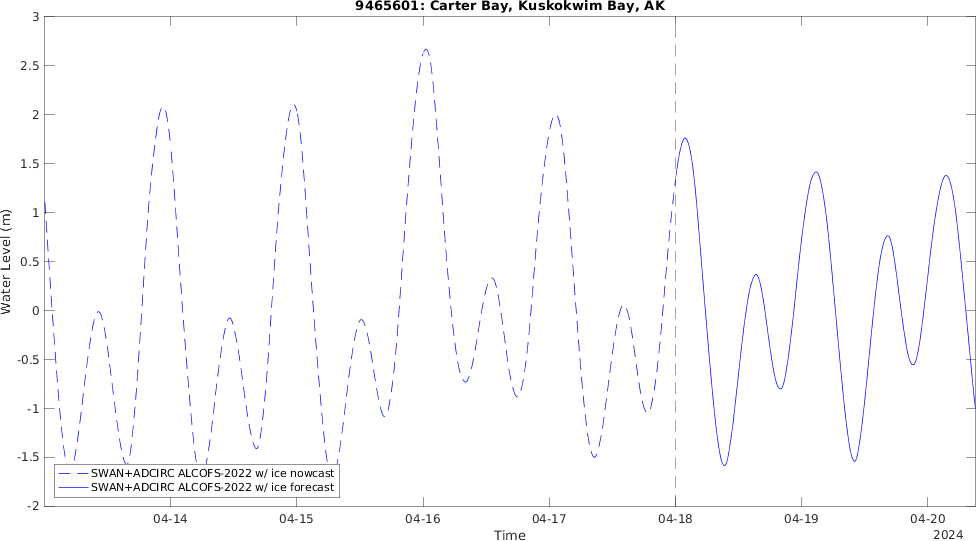 9465601: Carter Bay, Kuskokwim Bay, AK
3
2.5
2
1.5
1
0.5
0
-0.5
-1
-1.5
-2
Water Level (m)
SWAN+ADCIRC ALCOFS-2022 w/ ice nowcast
SWAN+ADCIRC ALCOFS-2022 w/ ice forecast
04-14 04-15 04-16 04-17 04-18 04-19 04-20
Time
2024